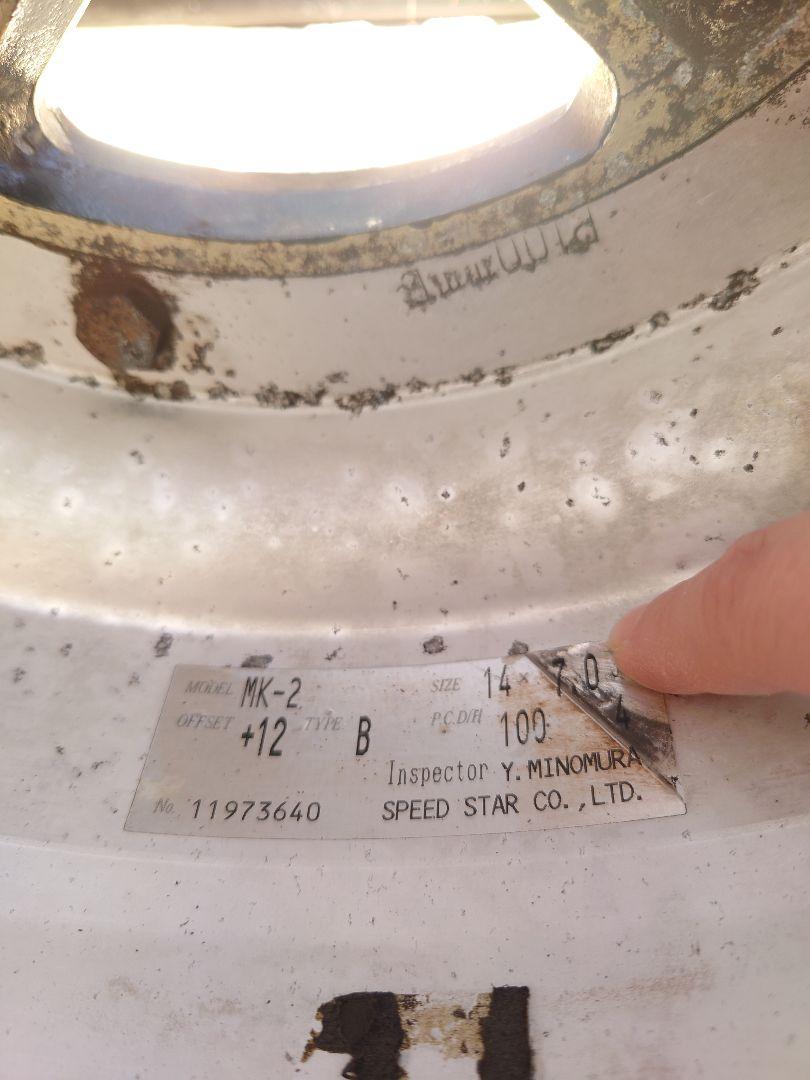 MODEL MK-2 SIZE 14 × 7.0
OFFSET +12 TYPE B P.C.D/H 100 4
Inspector Y. MINOMURA
No. 11973640 SPEED STAR CO.,LTD.